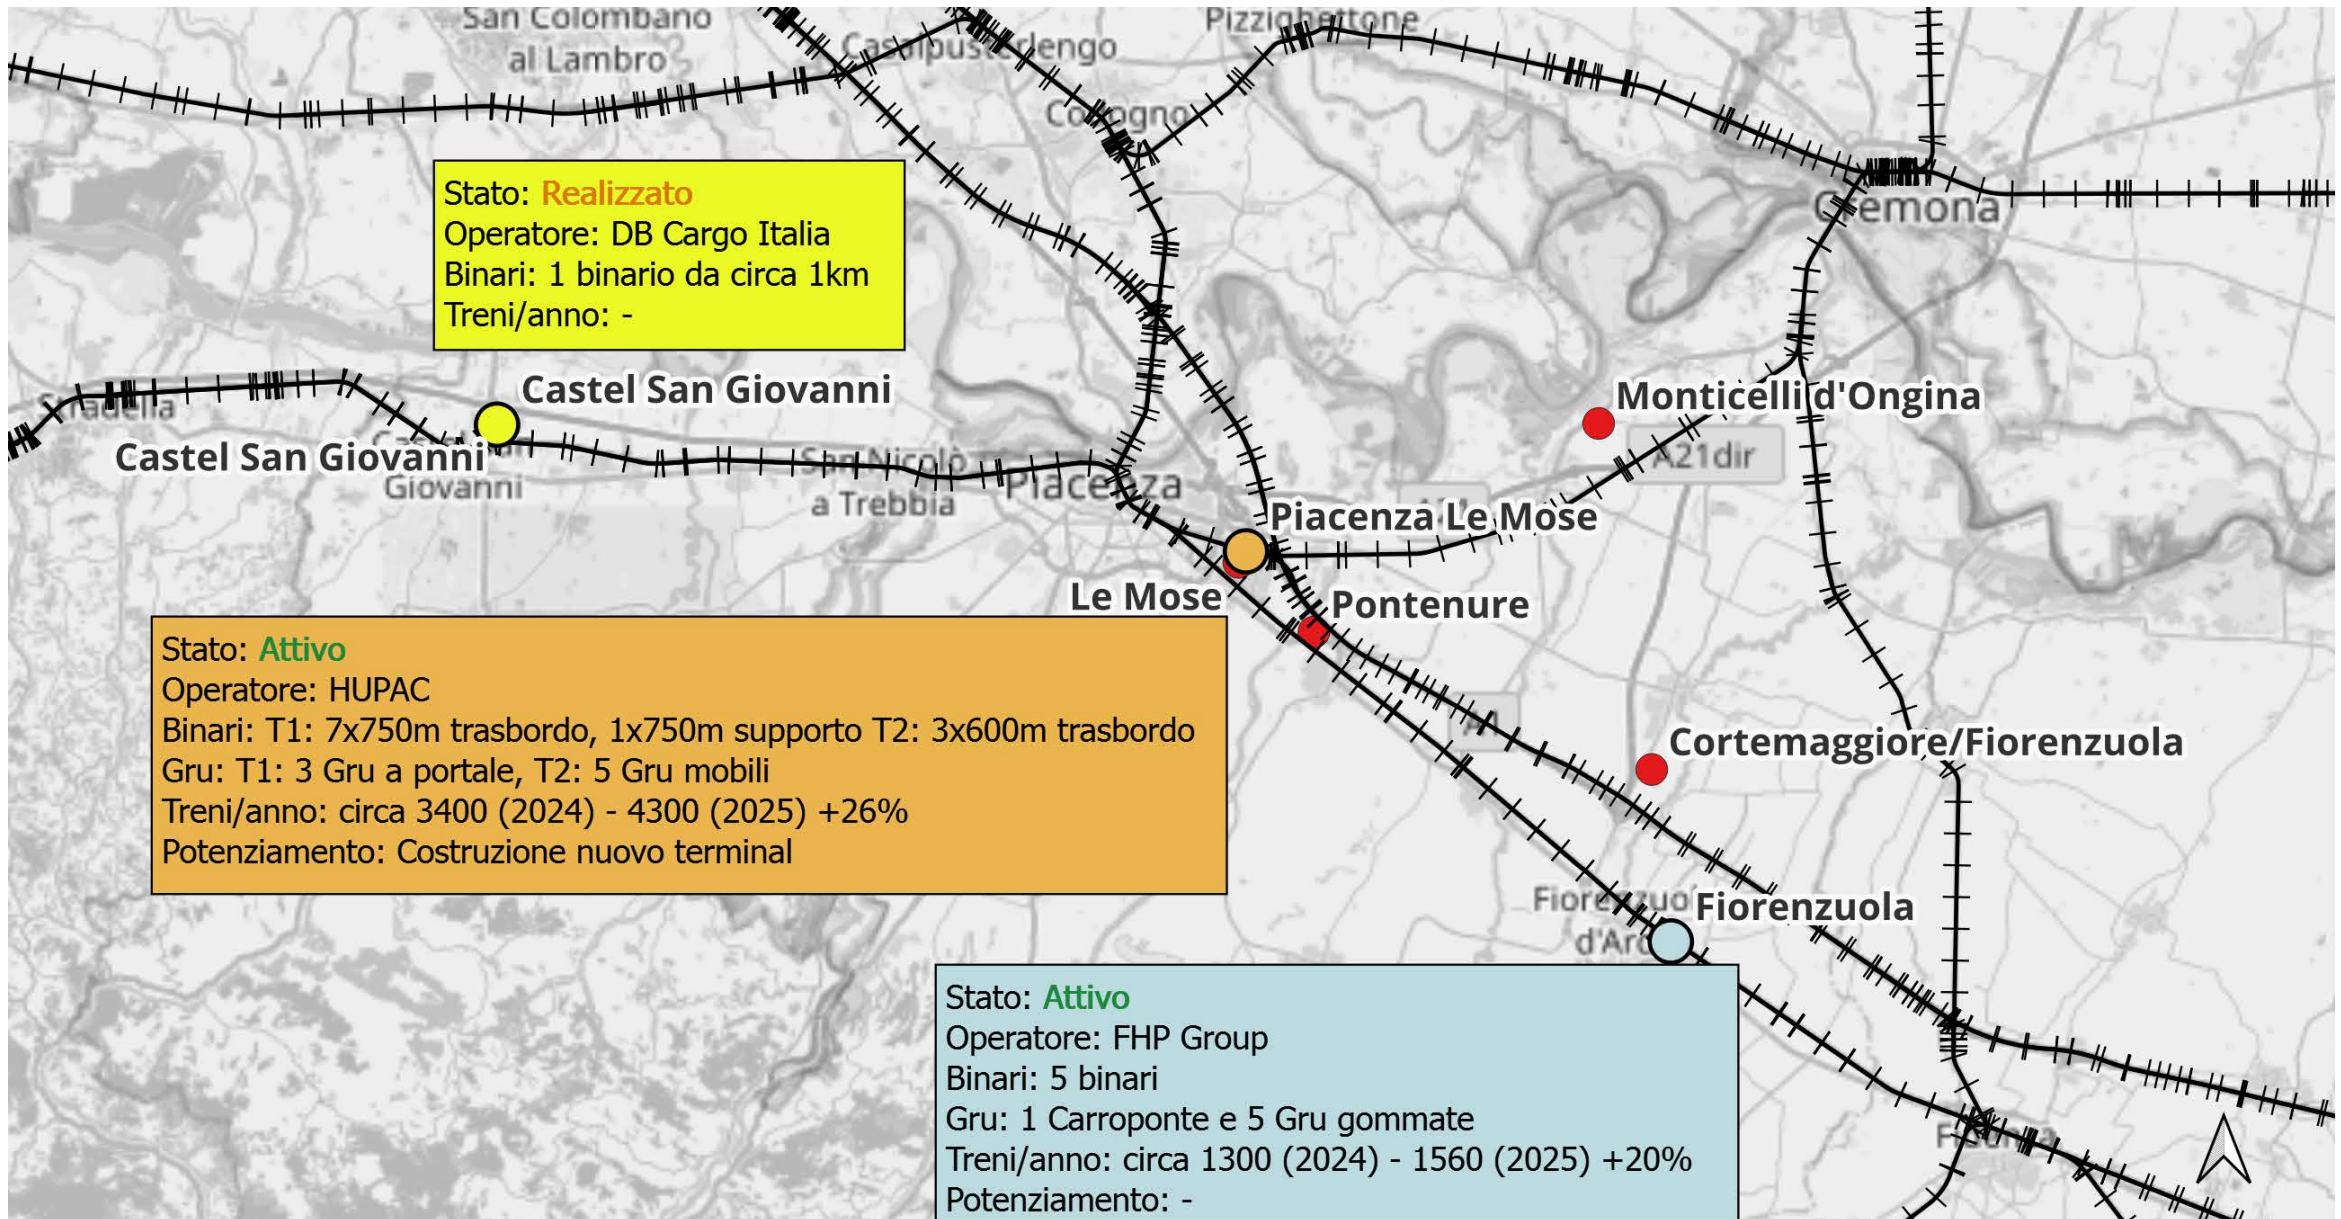 San Colombano
al Lambro
Casalpusterlengo
Pizzighettone
Codogno
Stato: Realizzato
Operatore: DB Cargo Italia
Binari: 1 binario da circa 1km
Treni/anno: -
Cremona
Castel San Giovanni
Monticelli d'Ongina
Stradella
Castel San Giovanni
Giovanni
San Nicolò
a Trebbia
Piacenza
A21dir
Piacenza Le Mose
Le Mose
Pontenure
Stato: Attivo
Operatore: HUPAC
Binari: T1: 7x750m trasbordo, 1x750m supporto T2: 3x600m trasbordo
Gru: T1: 3 Gru a portale, T2: 5 Gru mobili
Treni/anno: circa 3400 (2024) - 4300 (2025) +26%
Potenziamento: Costruzione nuovo terminal
A1
Cortemaggiore/Fiorenzuola
Fiorenzuola
Stato: Attivo
Operatore: FHP Group
Binari: 5 binari
Gru: 1 Carroponte e 5 Gru gommate
Treni/anno: circa 1300 (2024) - 1560 (2025) +20%
Potenziamento: -